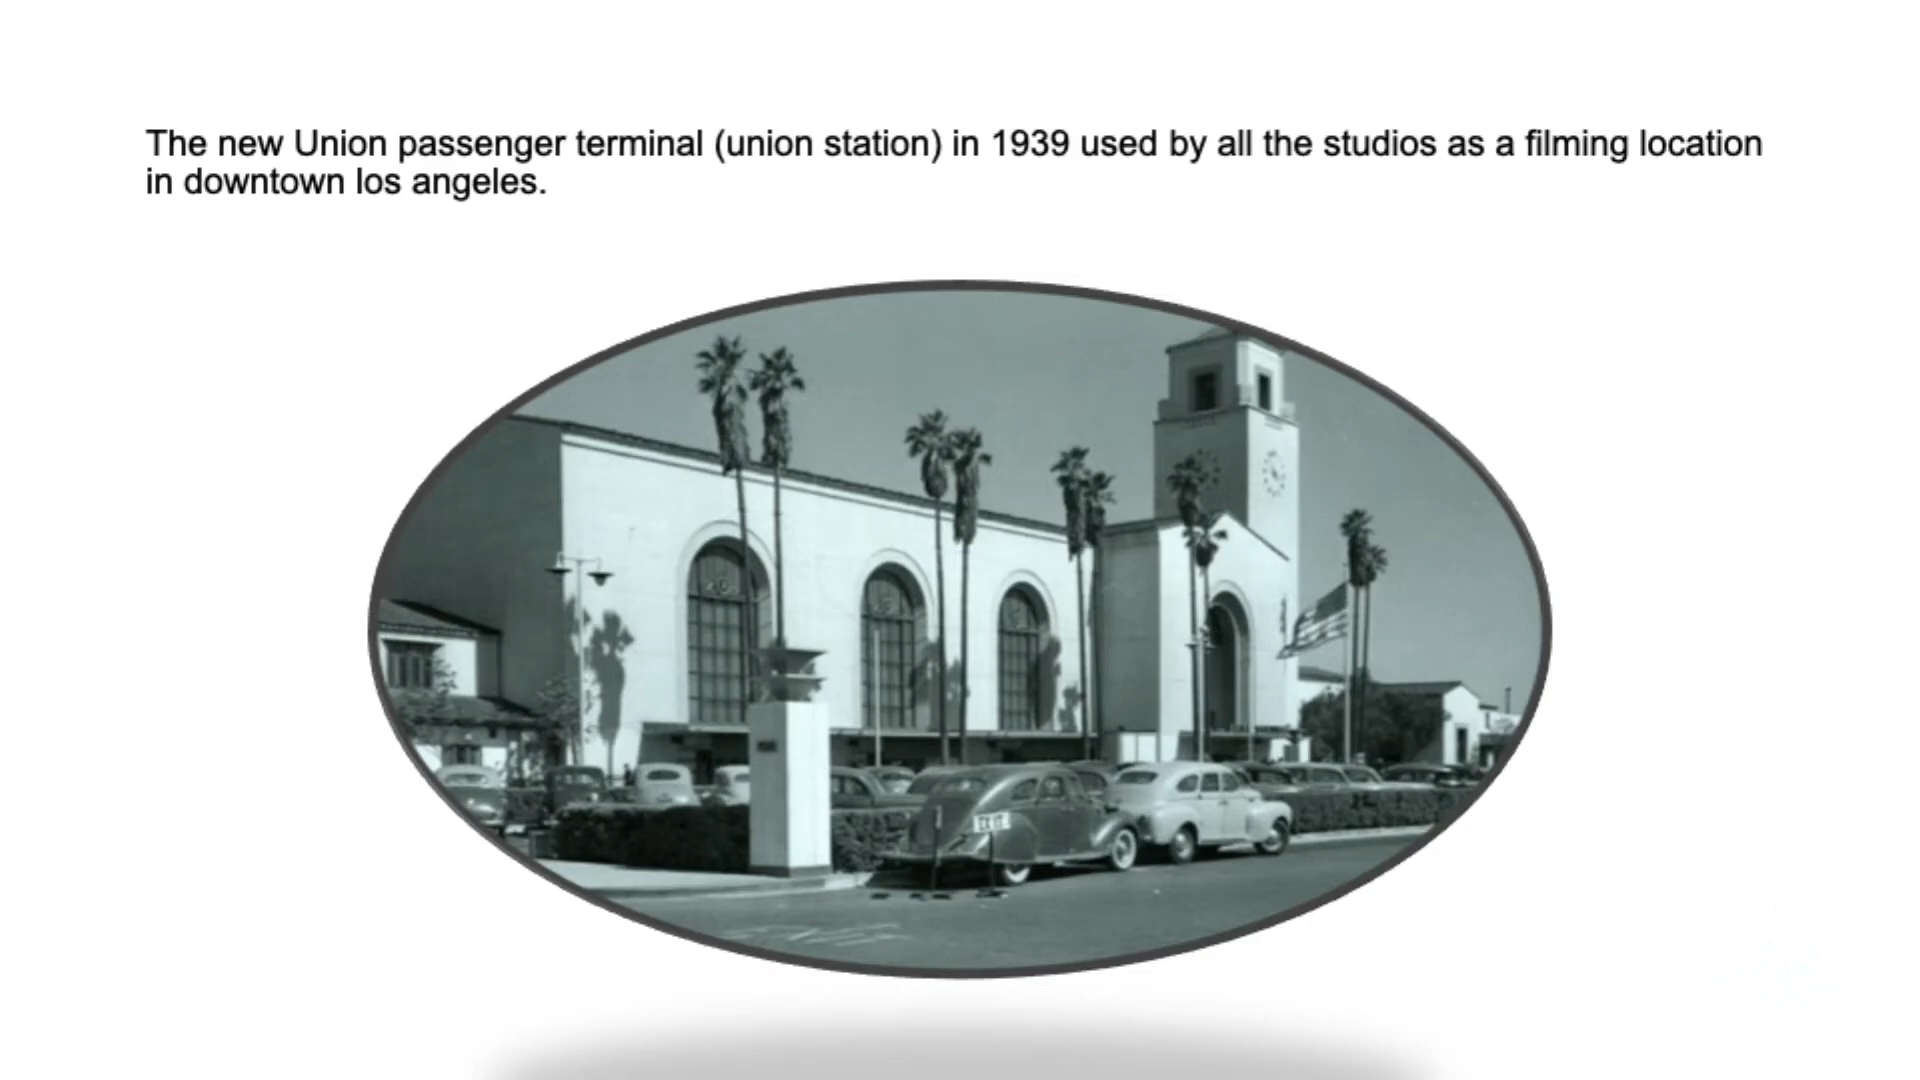 The new Union passenger terminal (union station) in 1939 used by all the studios as a filming location
in downtown los angeles.